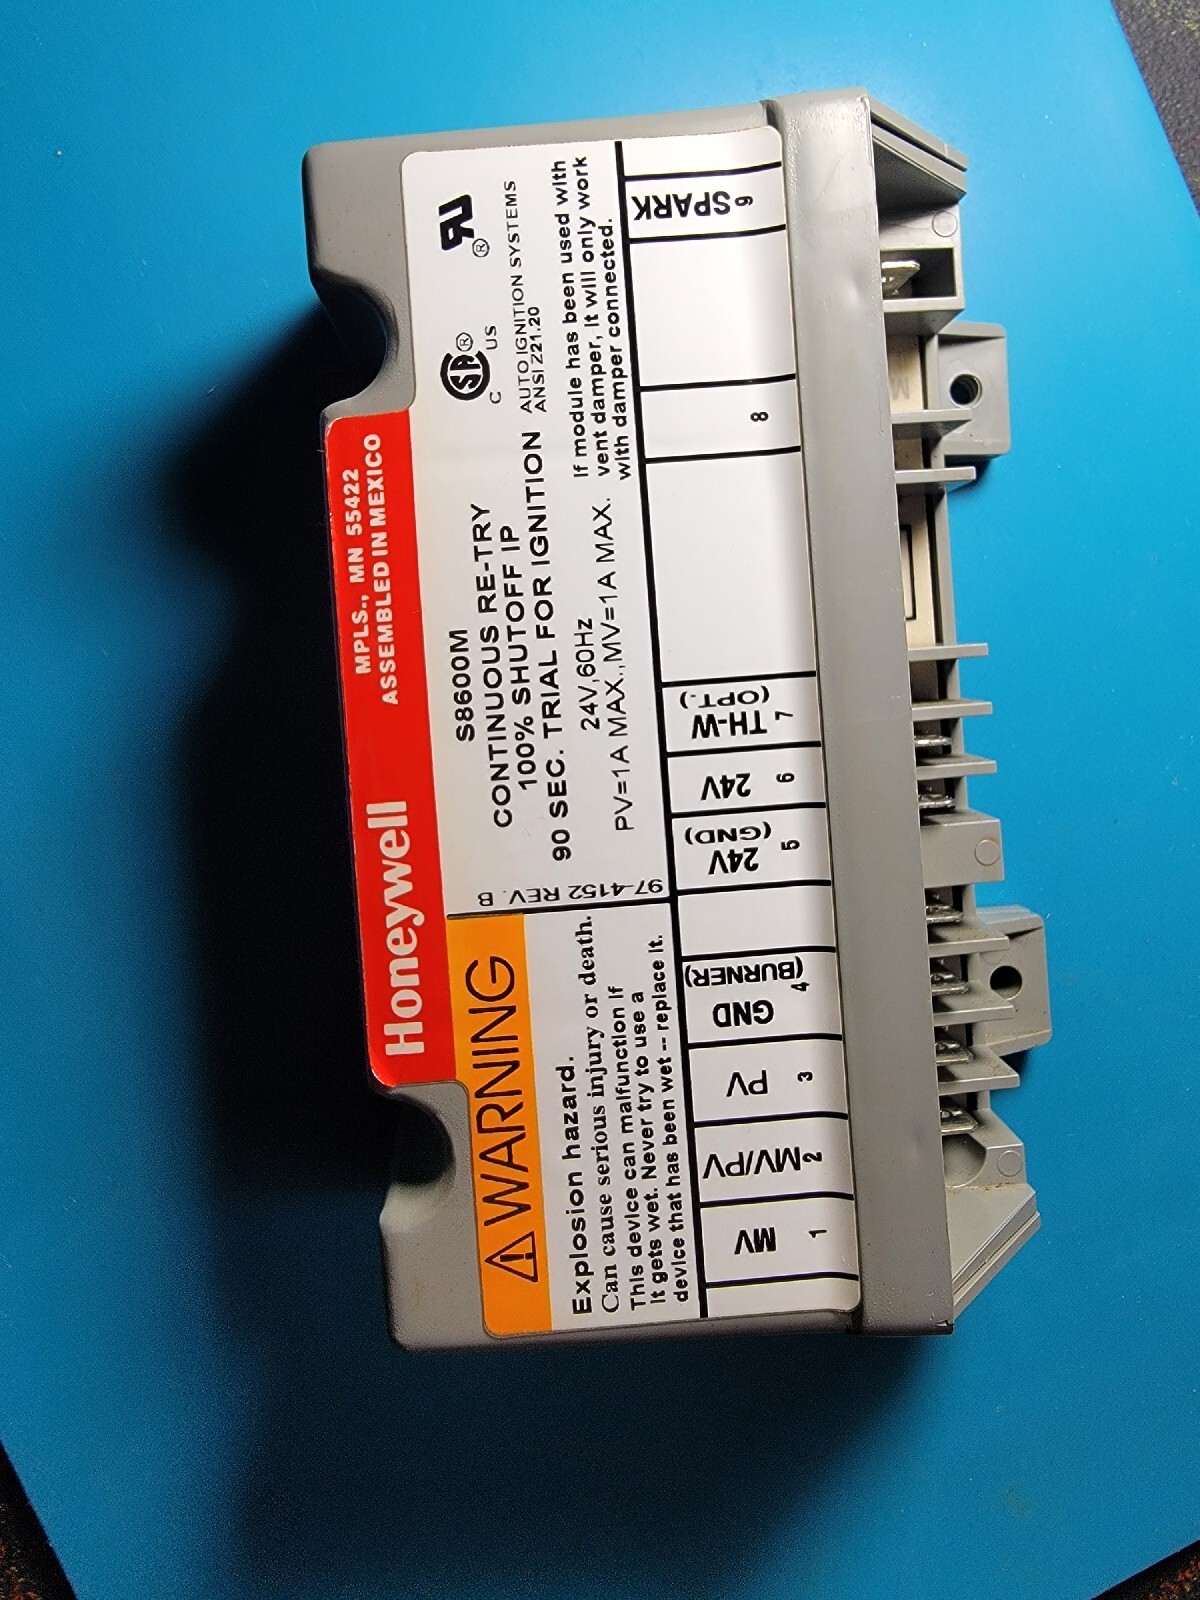 Honeywell
MPLS., MN 55422
ASSEMBLED IN MEXICO
WARNING
Explosion hazard.
Can cause serious injury or death.
This device can malfunction if
it gets wet. Never try to use a
device that has been wet -- replace it.
97-4152 REV. B
S8600M
CONTINUOUS RE-TRY
100% SHUTOFF IP
90 SEC. TRIAL FOR IGNITION
24V,60Hz
PV=1A MAX.,MV=1A MAX.
SA®
C US
®
AUTO IGNITION SYSTEMS
ANSI Z21.20
If module has been used with
vent damper, it will only work
with damper connected.
MV
1
MV/PV
2
PV
3
GND
(BURNER)
4
24V
(GND)
5
24V
6
TH-W
(OPT.)
7
8
SPARK
9